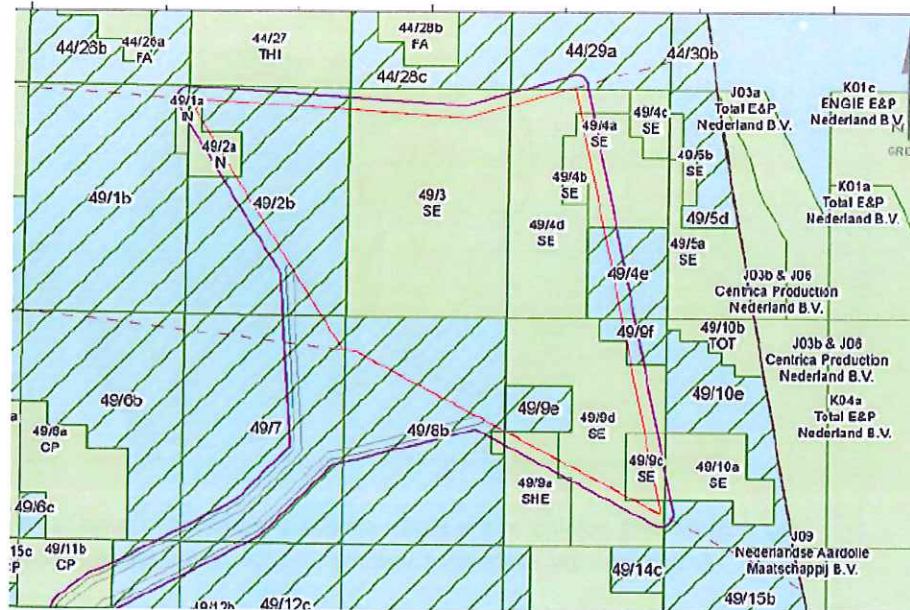 44/26b
44/26a
FA
44/27
THI
44/28b
FA
44/28c
44/29a
44/30b
J03a
Total E&P
Nederland B.V.
K01c
ENGIE E&P
Nederland B.V.
49/1a
IN
49/2a
N
49/1b
49/2b
49/3
SE
49/4a
SE
49/4c
SE
49/4b
SE
49/5b
SE
49/4d
SE
49/5d
49/5a
SE
K01a
Total E&P
Nederland B.V.
49/4e
J03b & J06
Centrica Production
Nederland B.V.
49/9f
49/10b
TOT
J03b & J06
Centrica Production
Nederland B.V.
49/6b
49/7
49/8b
49/9e
49/9d
SE
49/10e
K04a
Total E&P
Nederland B.V.
49/6a
CP
49/9a
SHE
49/9c
SE
49/10a
SE
49/6c
15c
CP
49/11b
CP
J09
Nederlandse Aardolie
Maatschappij B.V.
49/12b
49/12c
49/14c
49/15b